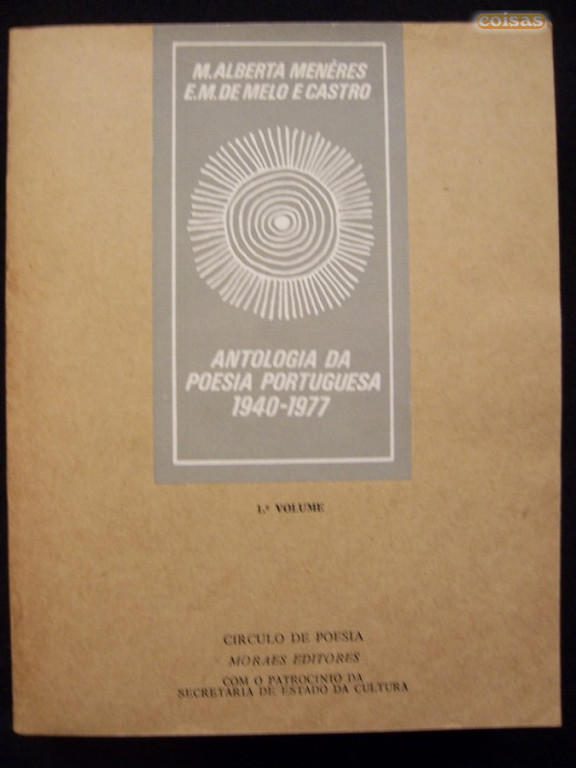 coisas
M. ALBERTA MENÉRES
E.M. DE MELO E CASTRO
ANTOLOGIA DA
POESIA PORTUGUESA
1940-1977
1.º VOLUME
CIRCULO DE POESIA
MORAES EDITORES
COM O PATROCINIO DA
SECRETARIA DE ESTADO DA CULTURA